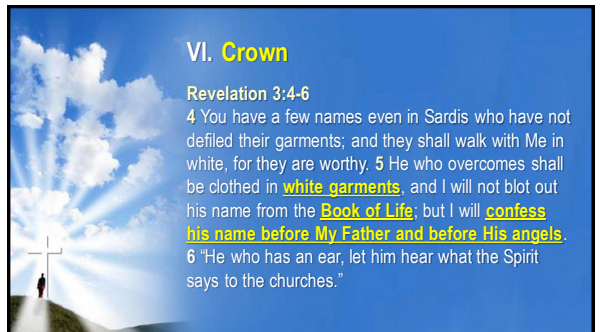 VI. Crown
Revelation 3:4-6
4 You have a few names even in Sardis who have not
defiled their garments; and they shall walk with Me in
white, for they are worthy. 5 He who overcomes shall
be clothed in white garments, and I will not blot out
his name from the Book of Life; but I will confess
his name before My Father and before His angels.
6 “He who has an ear, let him hear what the Spirit
says to the churches.”